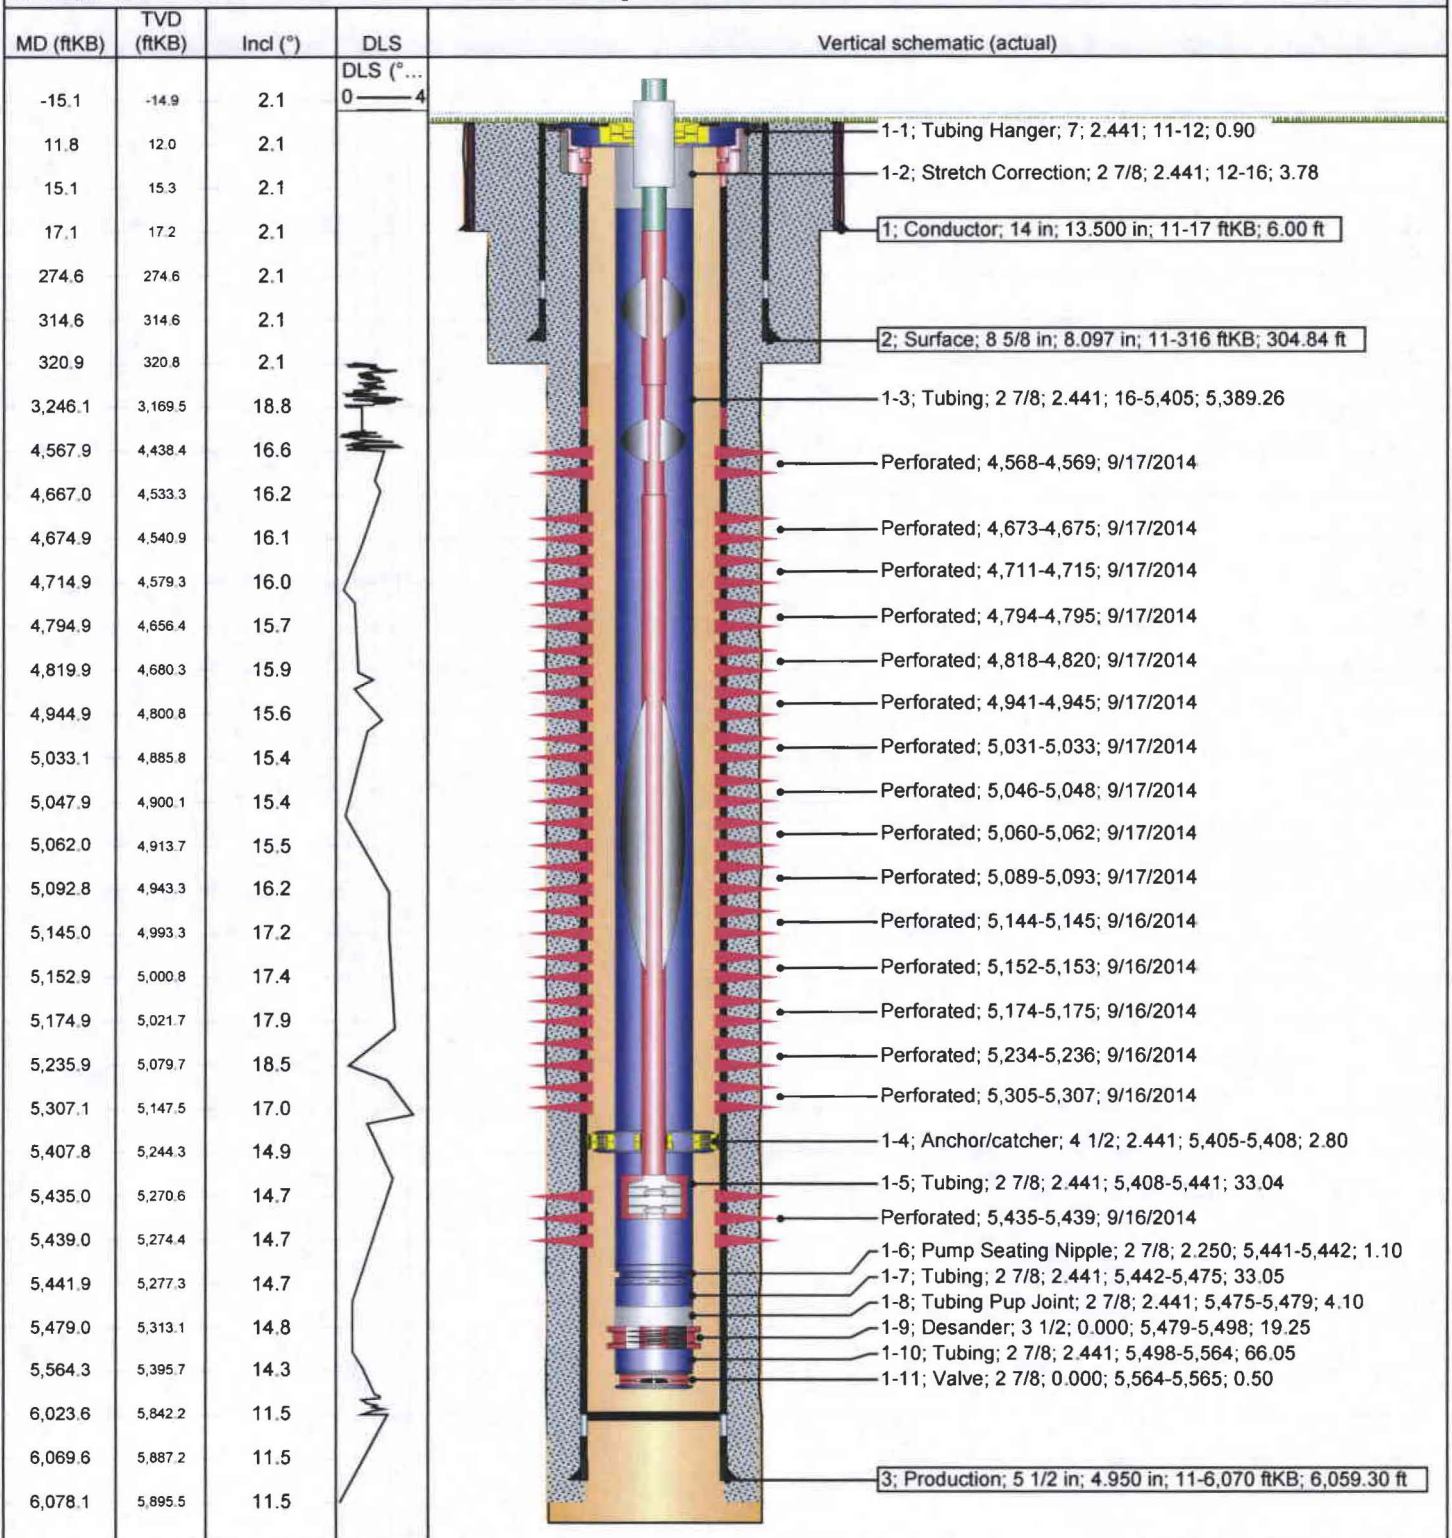 MD (ftKB) TVD (ftKB) Incl (°) DLS Vertical schematic (actual)
DLS (°...
0 4
-15.1 -14.9 2.1
11.8 12.0 2.1
15.1 15.3 2.1
17.1 17.2 2.1
274.6 274.6 2.1
314.6 314.6 2.1
320.9 320.8 2.1
3,246.1 3,169.5 18.8
4,567.9 4,438.4 16.6
4,667.0 4,533.3 16.2
4,674.9 4,540.9 16.1
4,714.9 4,579.3 16.0
4,794.9 4,656.4 15.7
4,819.9 4,680.3 15.9
4,944.9 4,800.8 15.6
5,033.1 4,885.8 15.4
5,047.9 4,900.1 15.4
5,062.0 4,913.7 15.5
5,092.8 4,943.3 16.2
5,145.0 4,993.3 17.2
5,152.9 5,000.8 17.4
5,174.9 5,021.7 17.9
5,235.9 5,079.7 18.5
5,307.1 5,147.5 17.0
5,407.8 5,244.3 14.9
5,435.0 5,270.6 14.7
5,439.0 5,274.4 14.7
5,441.9 5,277.3 14.7
5,479.0 5,313.1 14.8
5,564.3 5,395.7 14.3
6,023.6 5,842.2 11.5
6,069.6 5,887.2 11.5
6,078.1 5,895.5 11.5
1-1; Tubing Hanger; 7; 2.441; 11-12; 0.90
1-2; Stretch Correction; 2 7/8; 2.441; 12-16; 3.78
1; Conductor; 14 in; 13.500 in; 11-17 ftKB; 6.00 ft
2; Surface; 8 5/8 in; 8.097 in; 11-316 ftKB; 304.84 ft
1-3; Tubing; 2 7/8; 2.441; 16-5,405; 5,389.26
Perforated; 4,568-4,569; 9/17/2014
Perforated; 4,673-4,675; 9/17/2014
Perforated; 4,711-4,715; 9/17/2014
Perforated; 4,794-4,795; 9/17/2014
Perforated; 4,818-4,820; 9/17/2014
Perforated; 4,941-4,945; 9/17/2014
Perforated; 5,031-5,033; 9/17/2014
Perforated; 5,046-5,048; 9/17/2014
Perforated; 5,060-5,062; 9/17/2014
Perforated; 5,089-5,093; 9/17/2014
Perforated; 5,144-5,145; 9/16/2014
Perforated; 5,152-5,153; 9/16/2014
Perforated; 5,174-5,175; 9/16/2014
Perforated; 5,234-5,236; 9/16/2014
Perforated; 5,305-5,307; 9/16/2014
1-4; Anchor/catcher; 4 1/2; 2.441; 5,405-5,408; 2.80
1-5; Tubing; 2 7/8; 2.441; 5,408-5,441; 33.04
Perforated; 5,435-5,439; 9/16/2014
1-6; Pump Seating Nipple; 2 7/8; 2.250; 5,441-5,442; 1.10
1-7; Tubing; 2 7/8; 2.441; 5,442-5,475; 33.05
1-8; Tubing Pup Joint; 2 7/8; 2.441; 5,475-5,479; 4.10
1-9; Desander; 3 1/2; 0.000; 5,479-5,498; 19.25
1-10; Tubing; 2 7/8; 2.441; 5,498-5,564; 66.05
1-11; Valve; 2 7/8; 0.000; 5,564-5,565; 0.50
3; Production; 5 1/2 in; 4.950 in; 11-6,070 ftKB; 6,059.30 ft